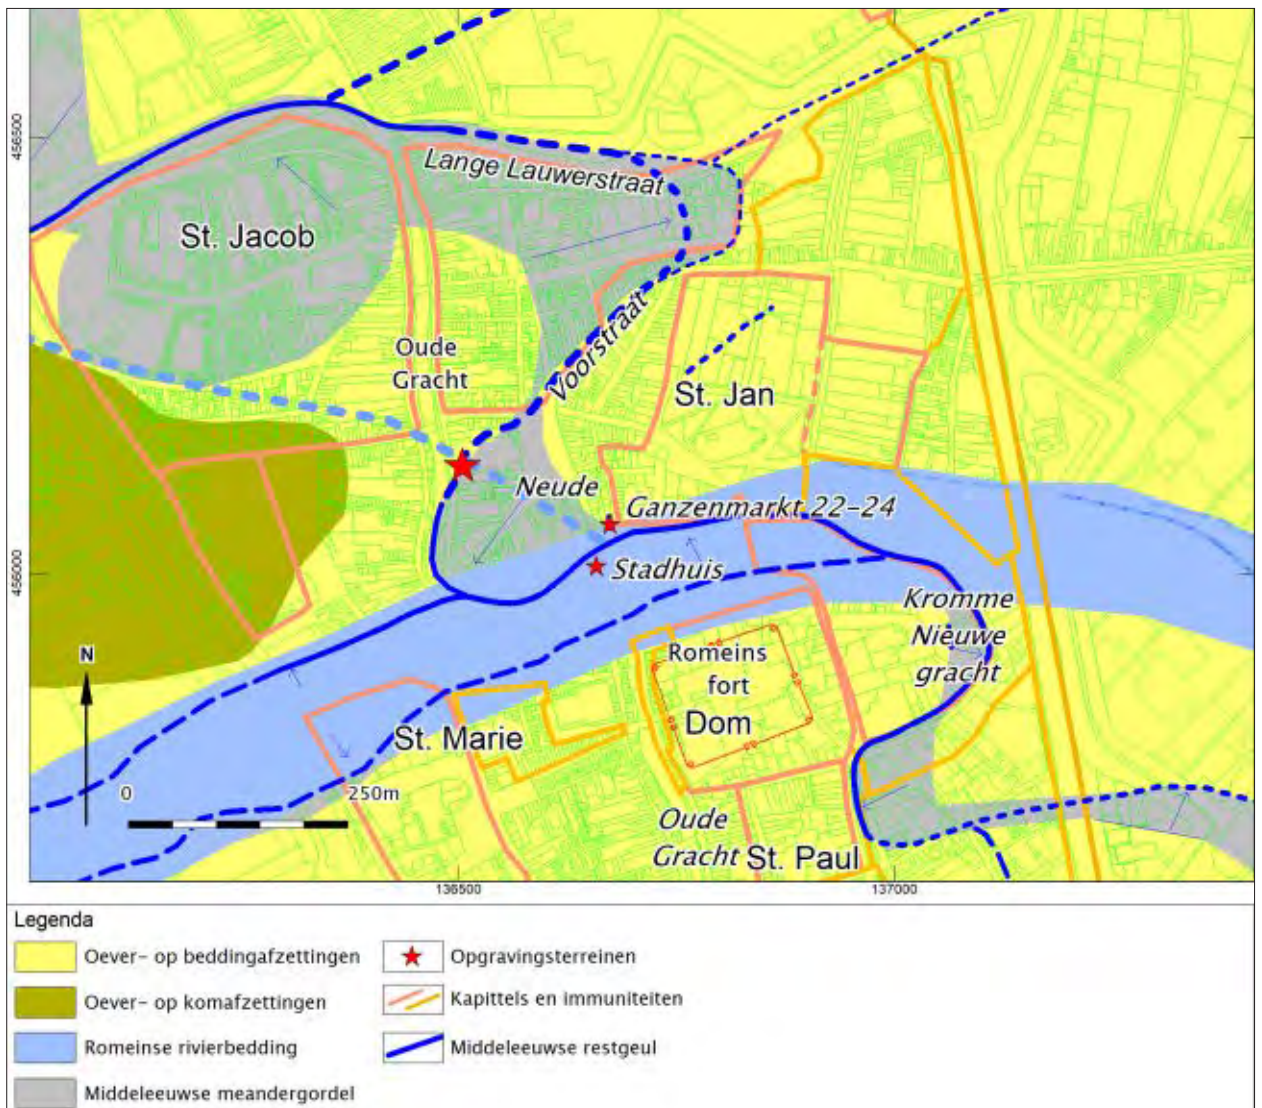 456500
Lange Lauwerstraat
St. Jacob
Oude
Gracht
Voorstraat
St. Jan
Neude
Ganzenmarkt 22-24
456000
Stadhuis
Kromme
Nieuwe
gracht
N
Romeins
fort
Dom
St. Marie
0
250m
Oude
Gracht
St. Paul
136500
137000
Legenda
Oever- op beddingafzettingen
Opgravingsterreinen
Oever- op komafzettingen
Kapittels en immuniteiten
Romeinse rivierbedding
Middeleeuwse restgeul
Middeleeuwse meandergordel